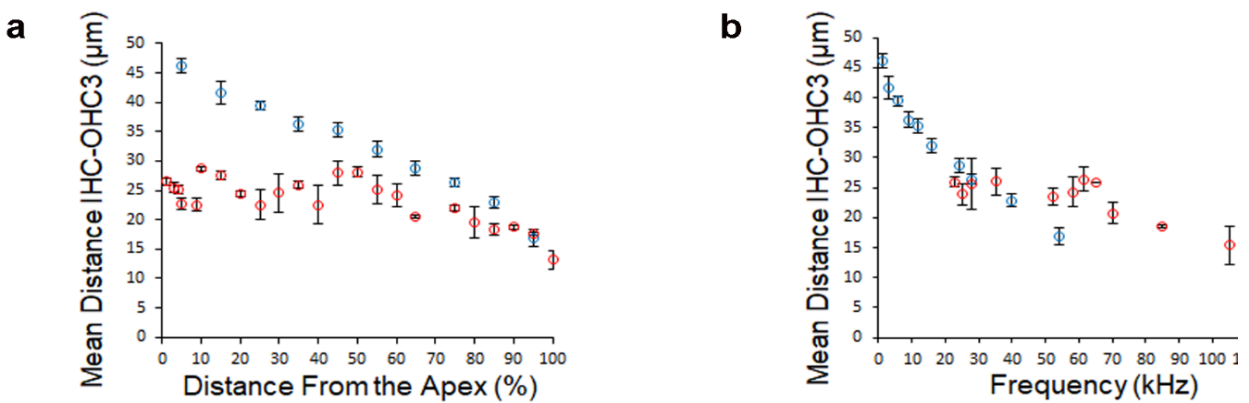 a
Mean Distance IHC-OHC3 (µm)
50
45
40
35
30
25
20
15
10
5
0
0 10 20 30 40 50 60 70 80 90 100
Distance From the Apex (%)
b
Mean Distance IHC-OHC3 (µm)
50
45
40
35
30
25
20
15
10
5
0
0 10 20 30 40 50 60 70 80 90 100 1
Frequency (kHz)